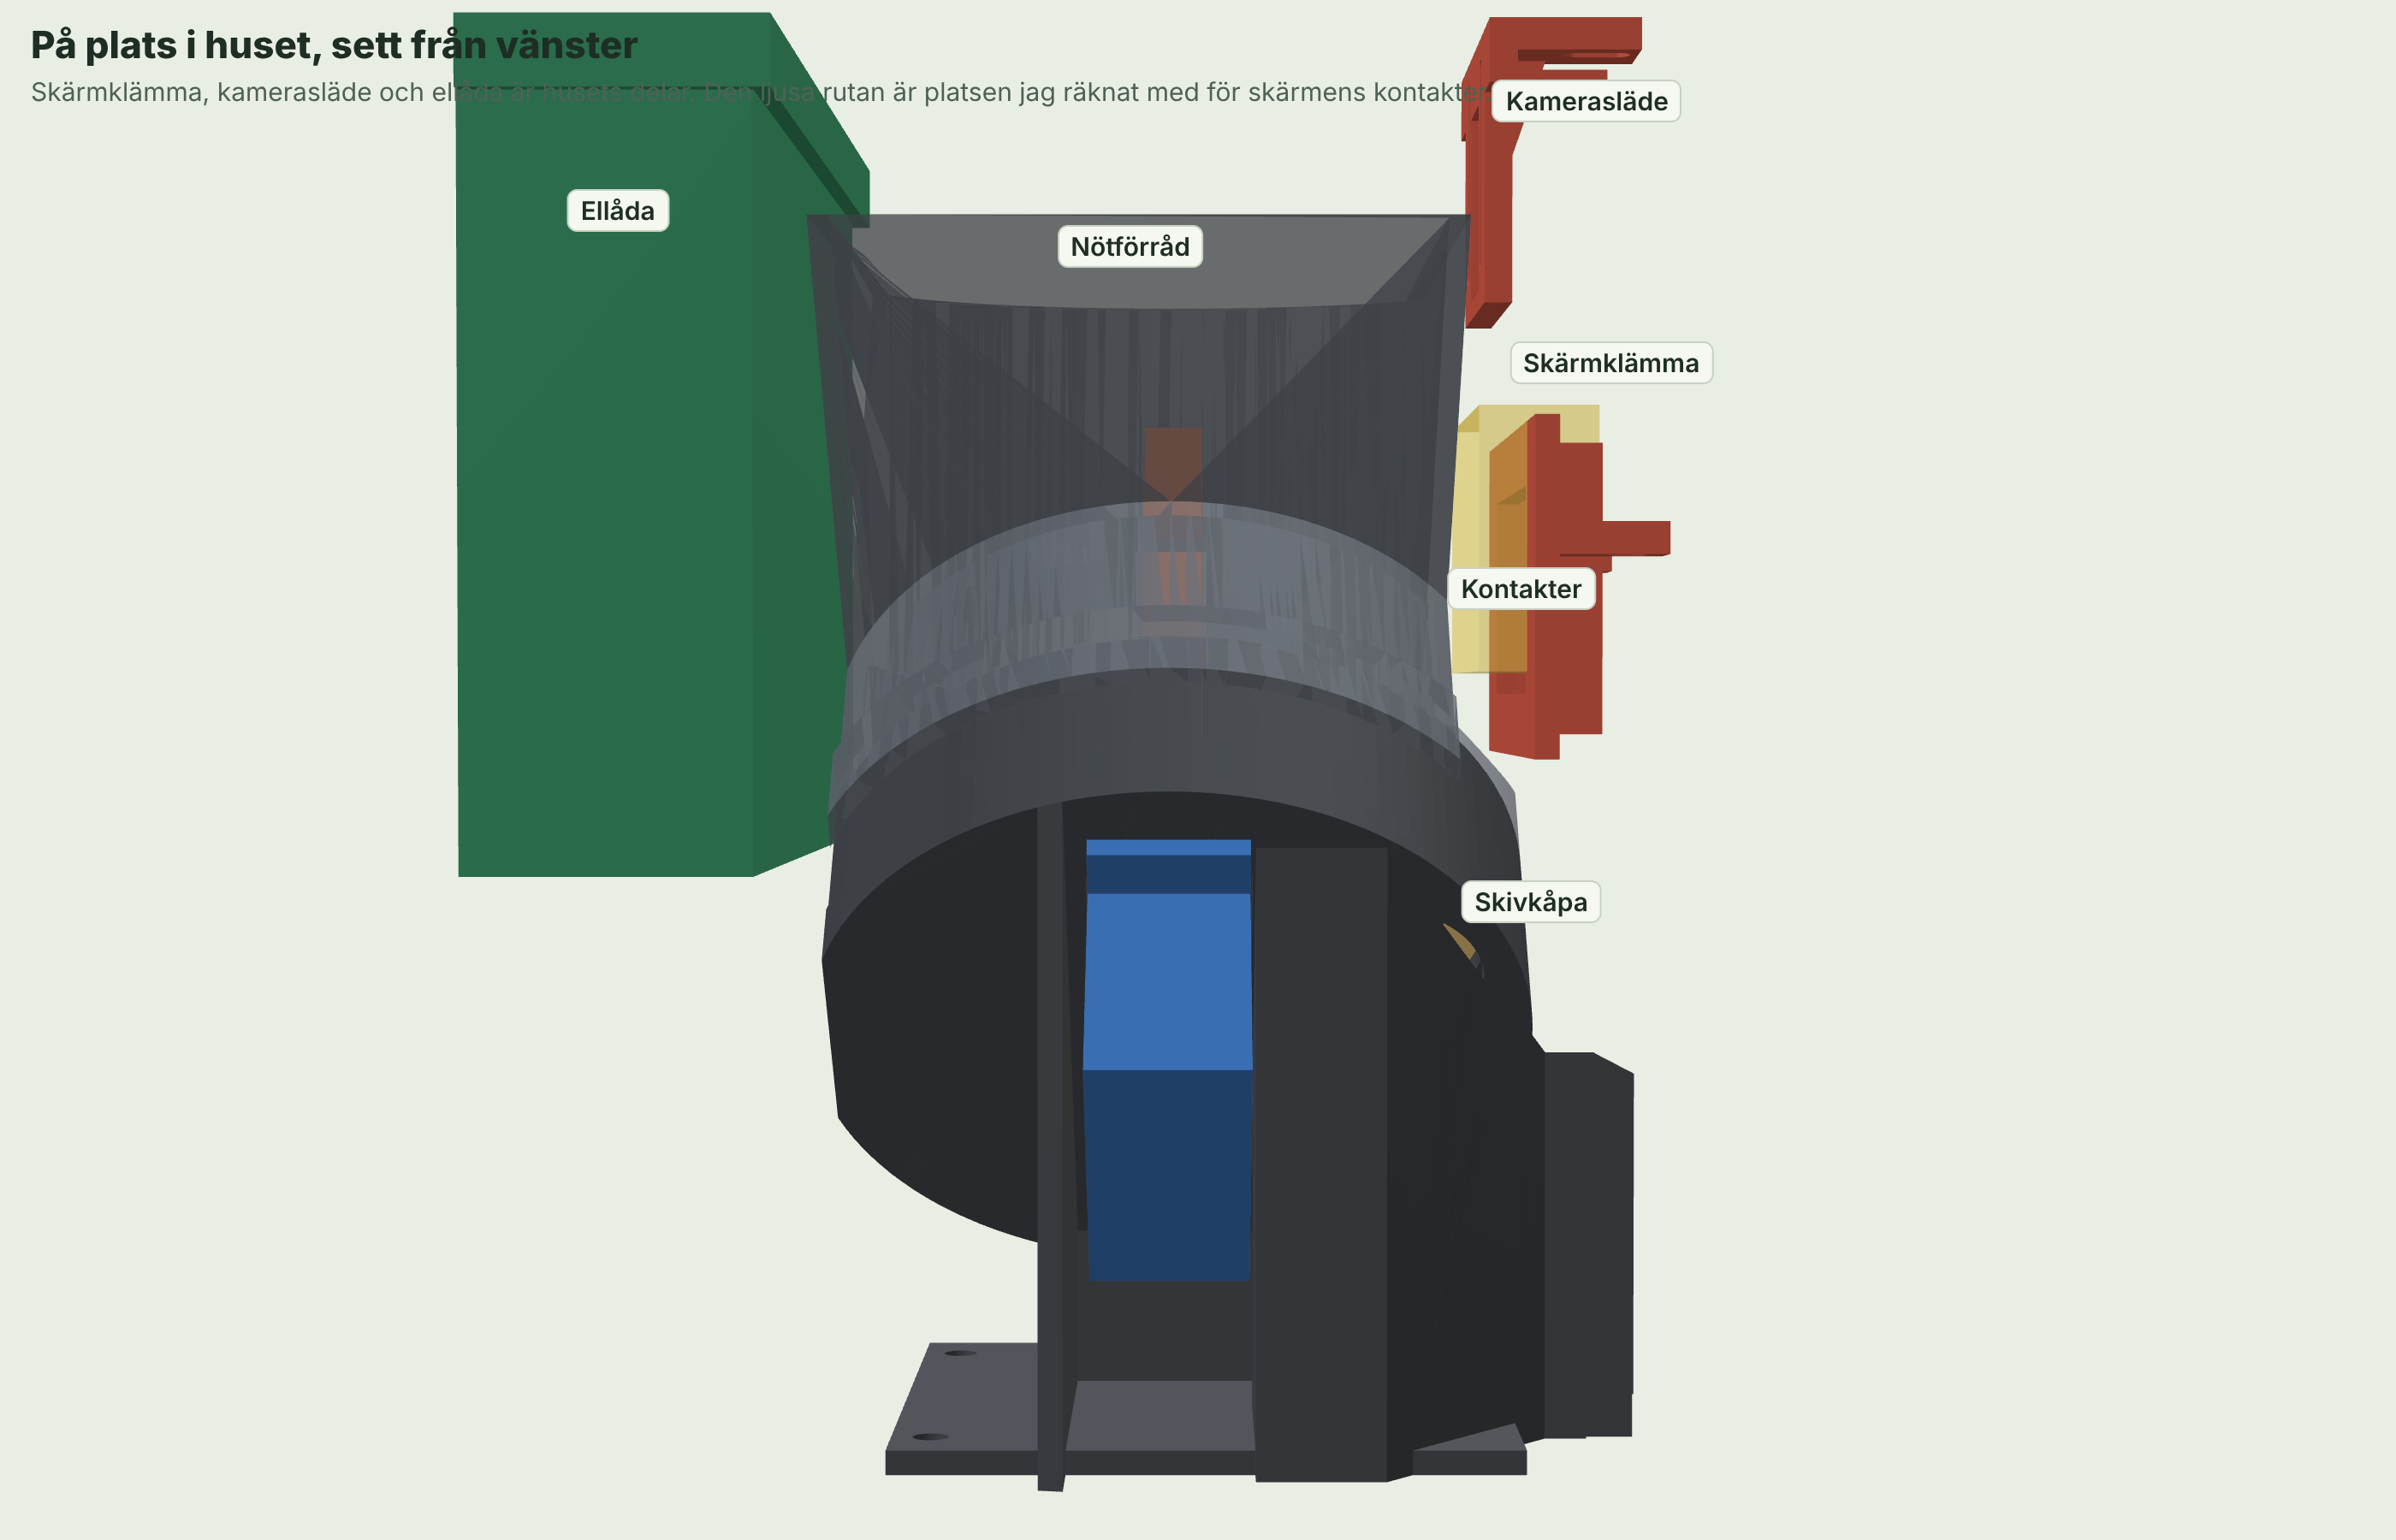 På plats i huset, sett från vänster
Skärmklämma, kamerasläde och ellåda är husets delar. Den ljusa rutan är platsen jag räknat med för skärmens kontakter.
Kamerasläde
Ellåda
Nötförråd
Skärmklämma
Kontakter
Skivkåpa